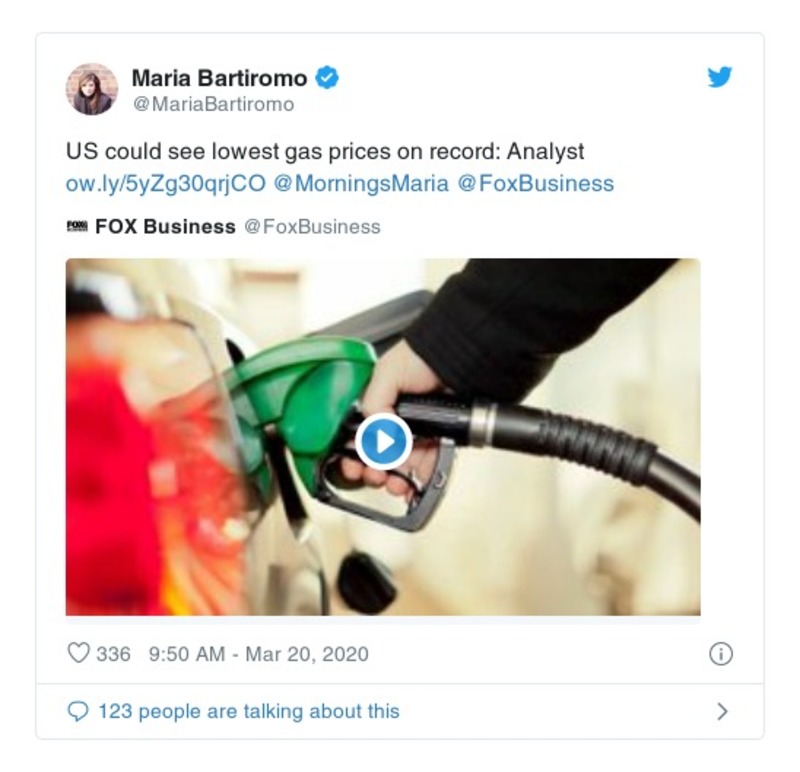 Maria Bartiromo
@MariaBartiromo
US could see lowest gas prices on record: Analyst
ow.ly/5yZg30qrjCO @MorningsMaria @FoxBusiness
FOX Business @FoxBusiness
336 9:50 AM - Mar 20, 2020
123 people are talking about this